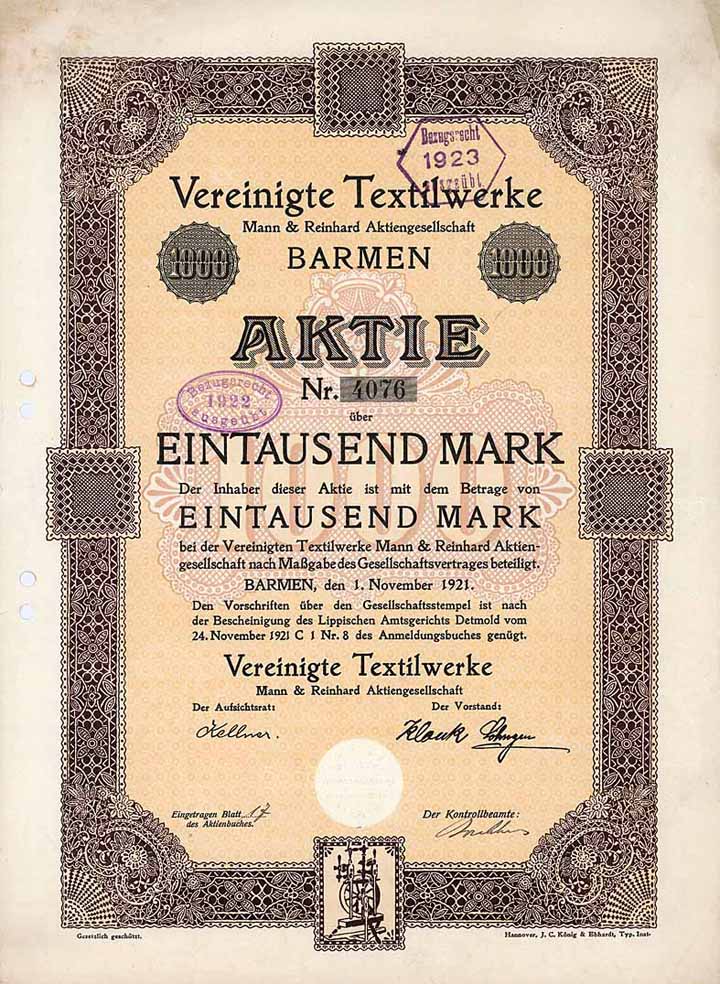 Bezugsrecht
1923
ausgeübt
Vereinigte Textilwerke
Mann & Reinhard Aktiengesellschaft
BARMEN
1000 1000
AKTIE
Nr. 4076
Bezugsrecht
1922
ausgeübt
über
EINTAUSEND MARK
Der Inhaber dieser Aktie ist mit dem Betrage von
EINTAUSEND MARK
bei der Vereinigten Textilwerke Mann & Reinhard Aktien-
gesellschaft nach Maßgabe des Gesellschaftsvertrages beteiligt.
BARMEN, den 1. November 1921.
Den Vorschriften über den Gesellschaftsstempel ist nach
der Bescheinigung des Lippischen Amtsgerichts Detmold vom
24. November 1921 C 1 Nr. 8 des Anmeldungsbuches genügt.
Vereinigte Textilwerke
Mann & Reinhard Aktiengesellschaft
Der Aufsichtsrat: Der Vorstand:
Kellner.
Eingetragen Blatt 17 Der Kontrollbeamte:
des Aktienbuches.
Gesetzlich geschützt. Hannover, J. C. König & Ebhardt, Typ. Inst.
1000